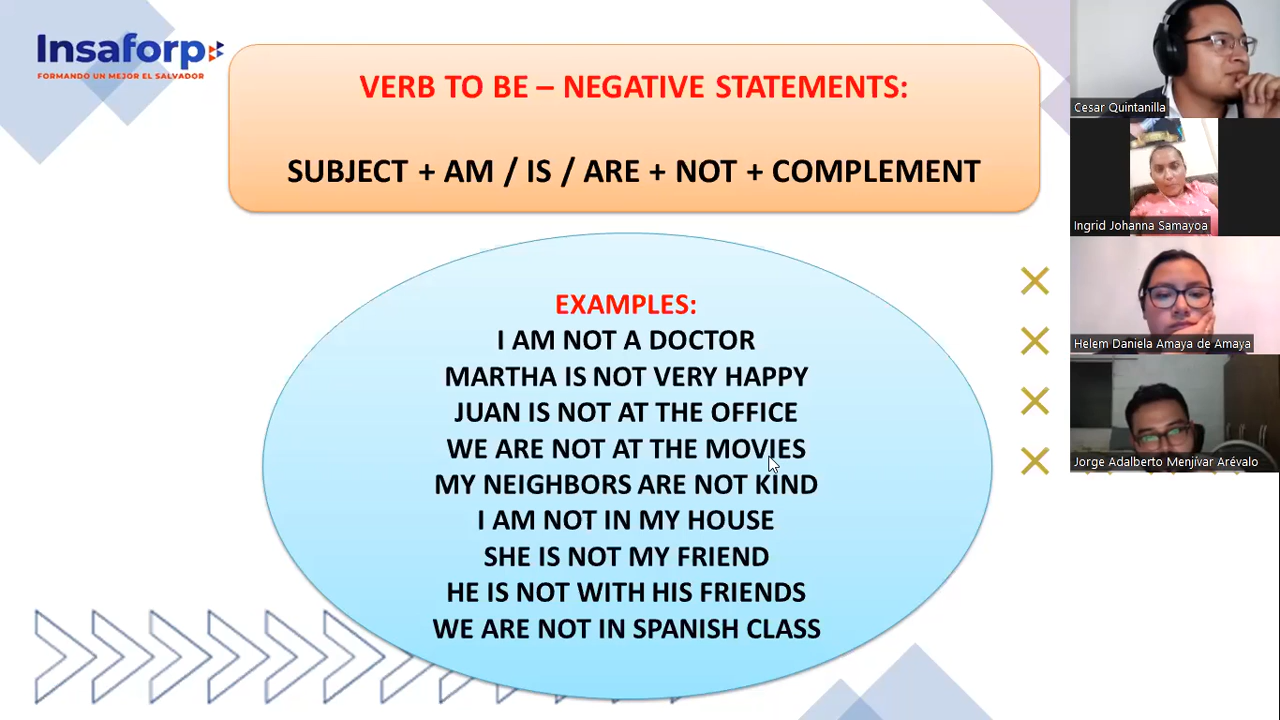 Insaforp
FORMANDO UN MEJOR EL SALVADOR
VERB TO BE – NEGATIVE STATEMENTS:
SUBJECT + AM / IS / ARE + NOT + COMPLEMENT
EXAMPLES:
I AM NOT A DOCTOR
MARTHA IS NOT VERY HAPPY
JUAN IS NOT AT THE OFFICE
WE ARE NOT AT THE MOVIES
MY NEIGHBORS ARE NOT KIND
I AM NOT IN MY HOUSE
SHE IS NOT MY FRIEND
HE IS NOT WITH HIS FRIENDS
WE ARE NOT IN SPANISH CLASS
Cesar Quintanilla
Ingrid Johanna Samayoa
Helem Daniela Amaya de Amaya
Jorge Adalberto Menjivar Arévalo